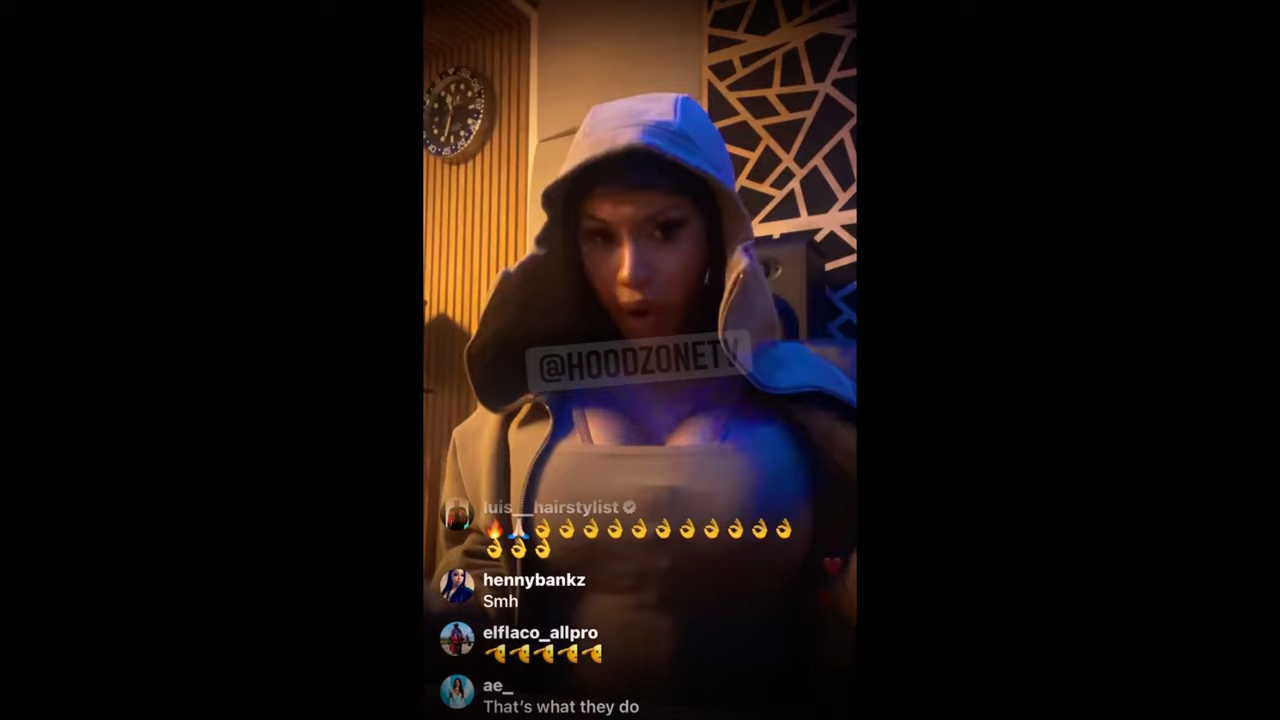 @HOODZONETV
luis__hairstylist
🔥🙏👌👌👌👌👌👌👌👌👌👌👌
👌👌👌
hennybankz
Smh
elflaco_allpro
🫡🫡🫡🫡🫡
ae_
That’s what they do